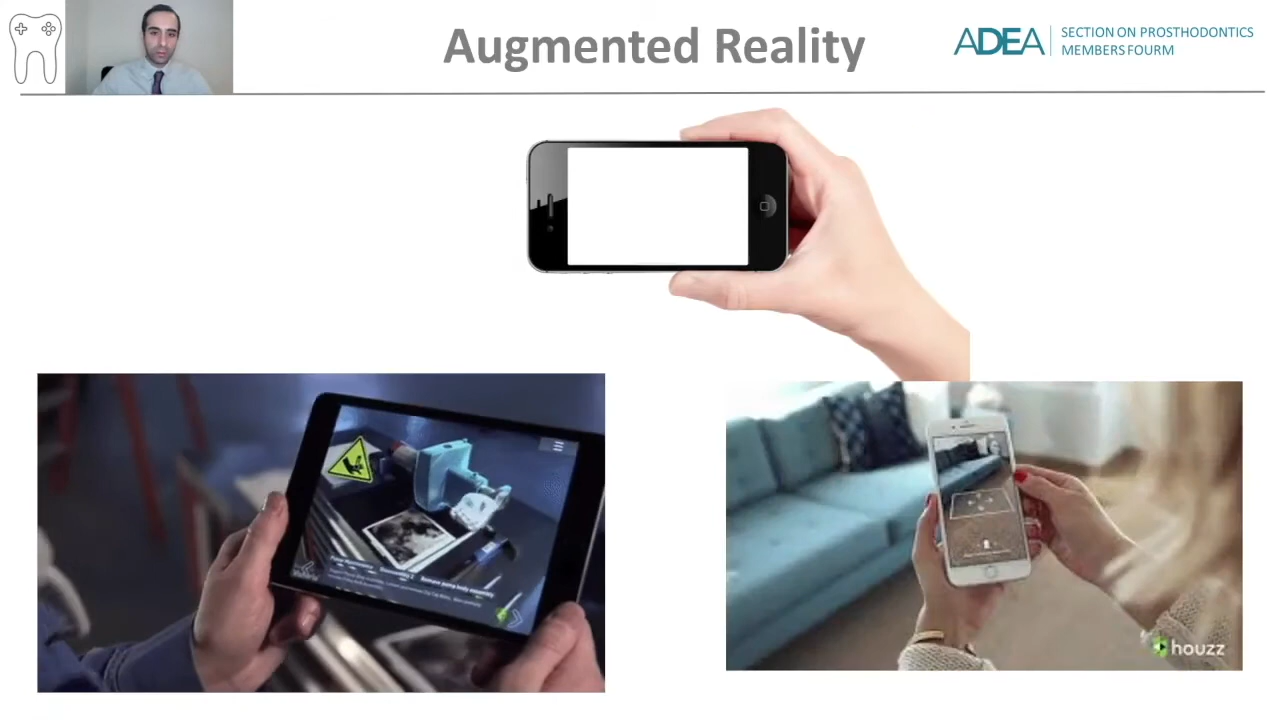 Augmented Reality
ADEA
SECTION ON PROSTHODONTICS
MEMBERS FOURM
houzz